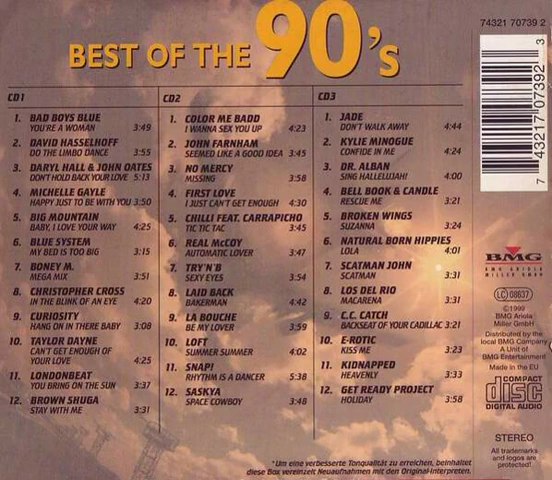 BEST OF THE 90's
74321 70739 2
CD1
1. BAD BOYS BLUE
YOU'RE A WOMAN 3:49
2. DAVID HASSELHOFF
DO THE LIMBO DANCE 3:55
3. DARYL HALL & JOHN OATES
DON'T HOLD BACK YOUR LOVE 5:13
4. MICHELLE GAYLE
HAPPY JUST TO BE WITH YOU 3:50
5. BIG MOUNTAIN
BABY, I LOVE YOUR WAY 4:25
6. BLUE SYSTEM
MY BED IS TOO BIG 3:15
7. BONEY M.
MEGA MIX 3:51
8. CHRISTOPHER CROSS
IN THE BLINK OF AN EYE 4:20
9. CURIOSITY
HANG ON IN THERE BABY 3:08
10. TAYLOR DAYNE
CAN'T GET ENOUGH OF
YOUR LOVE 4:25
11. LONDONBEAT
YOU BRING ON THE SUN 3:37
12. BROWN SHUGA
STAY WITH ME 3:31
CD2
1. COLOR ME BADD
I WANNA SEX YOU UP 4:23
2. JOHN FARNHAM
SEEMED LIKE A GOOD IDEA 3:45
3. NO MERCY
MISSING 3:58
4. FIRST LOVE
I JUST CAN'T GET ENOUGH 4:30
5. CHILLI FEAT. CARRAPICHO
TIC TIC TAC 3:45
6. REAL McCOY
AUTOMATIC LOVER 3:47
7. TRY'N'B
SEXY EYES 3:54
8. LAID BACK
BAKERMAN 4:42
9. LA BOUCHE
BE MY LOVER 3:59
10. LOFT
SUMMER SUMMER 4:02
11. SNAP!
RHYTHM IS A DANCER 5:38
12. SASKYA
SPACE COWBOY 3:48
CD3
1. JADE
DON'T WALK AWAY 4:44
2. KYLIE MINOGUE
CONFIDE IN ME 4:24
3. DR. ALBAN
SING HALLELUJAH! 4:00
4. BELL BOOK & CANDLE
RESCUE ME 3:21
5. BROKEN WINGS
SUZANNA 3:24
6. NATURAL BORN HIPPIES
LOLA 4:01
7. SCATMAN JOHN
SCATMAN 3:31
8. LOS DEL RIO
MACARENA 3:31
9. C.C. CATCH
BACKSEAT OF YOUR CADILLAC 3:21
10. E-ROTIC
KISS ME 3:23
11. KIDNAPPED
HEAVENLY 3:33
12. GET READY PROJECT
HOLIDAY 3:58
7 43217 07392 3
BMG
BMG ARIOLA
MILLER GMBH
LC 08637
©1999
BMG Ariola
Miller GmbH
Distributed by the
local BMG Company
A Unit of
BMG Entertainment
Made in the EU
COMPACT
disc
DIGITAL AUDIO
STEREO
All trademarks
and logos are
protected!
*Um eine verbesserte Tonqualität zu erreichen, beinhaltet
diese Box vereinzelt Neuaufnahmen mit den Original-Interpreten.